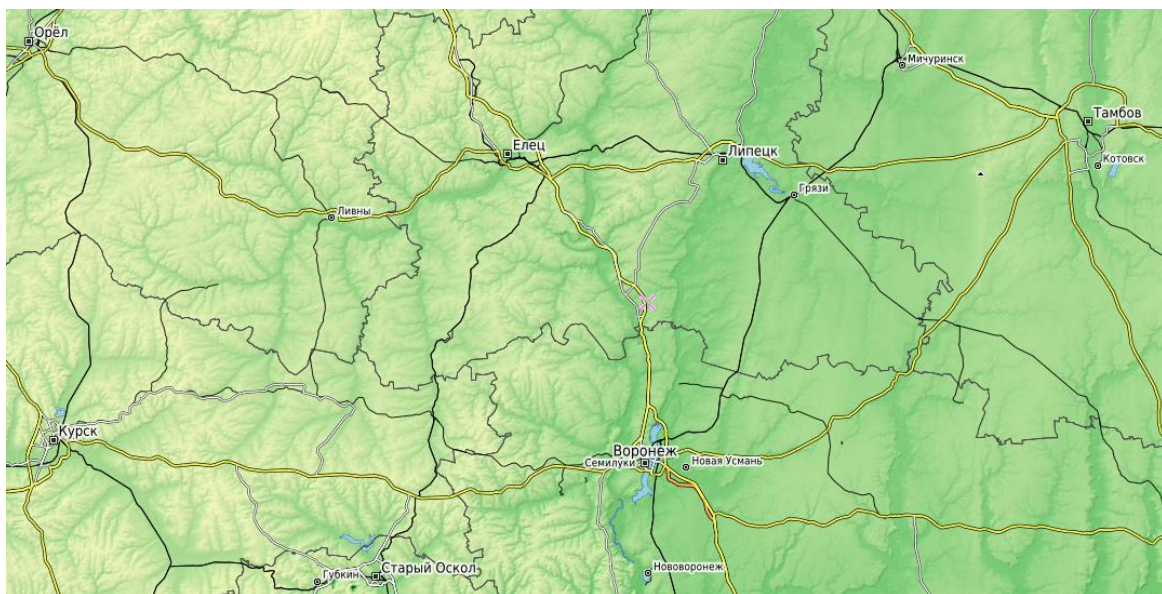 Орёл
Мичуринск
Тамбов
Елец
Липецк
Котовск
Грязи
Ливны
Курск
Воронеж
Семилуки
Новая Усмань
Старый Оскол
Губкин
Нововоронеж